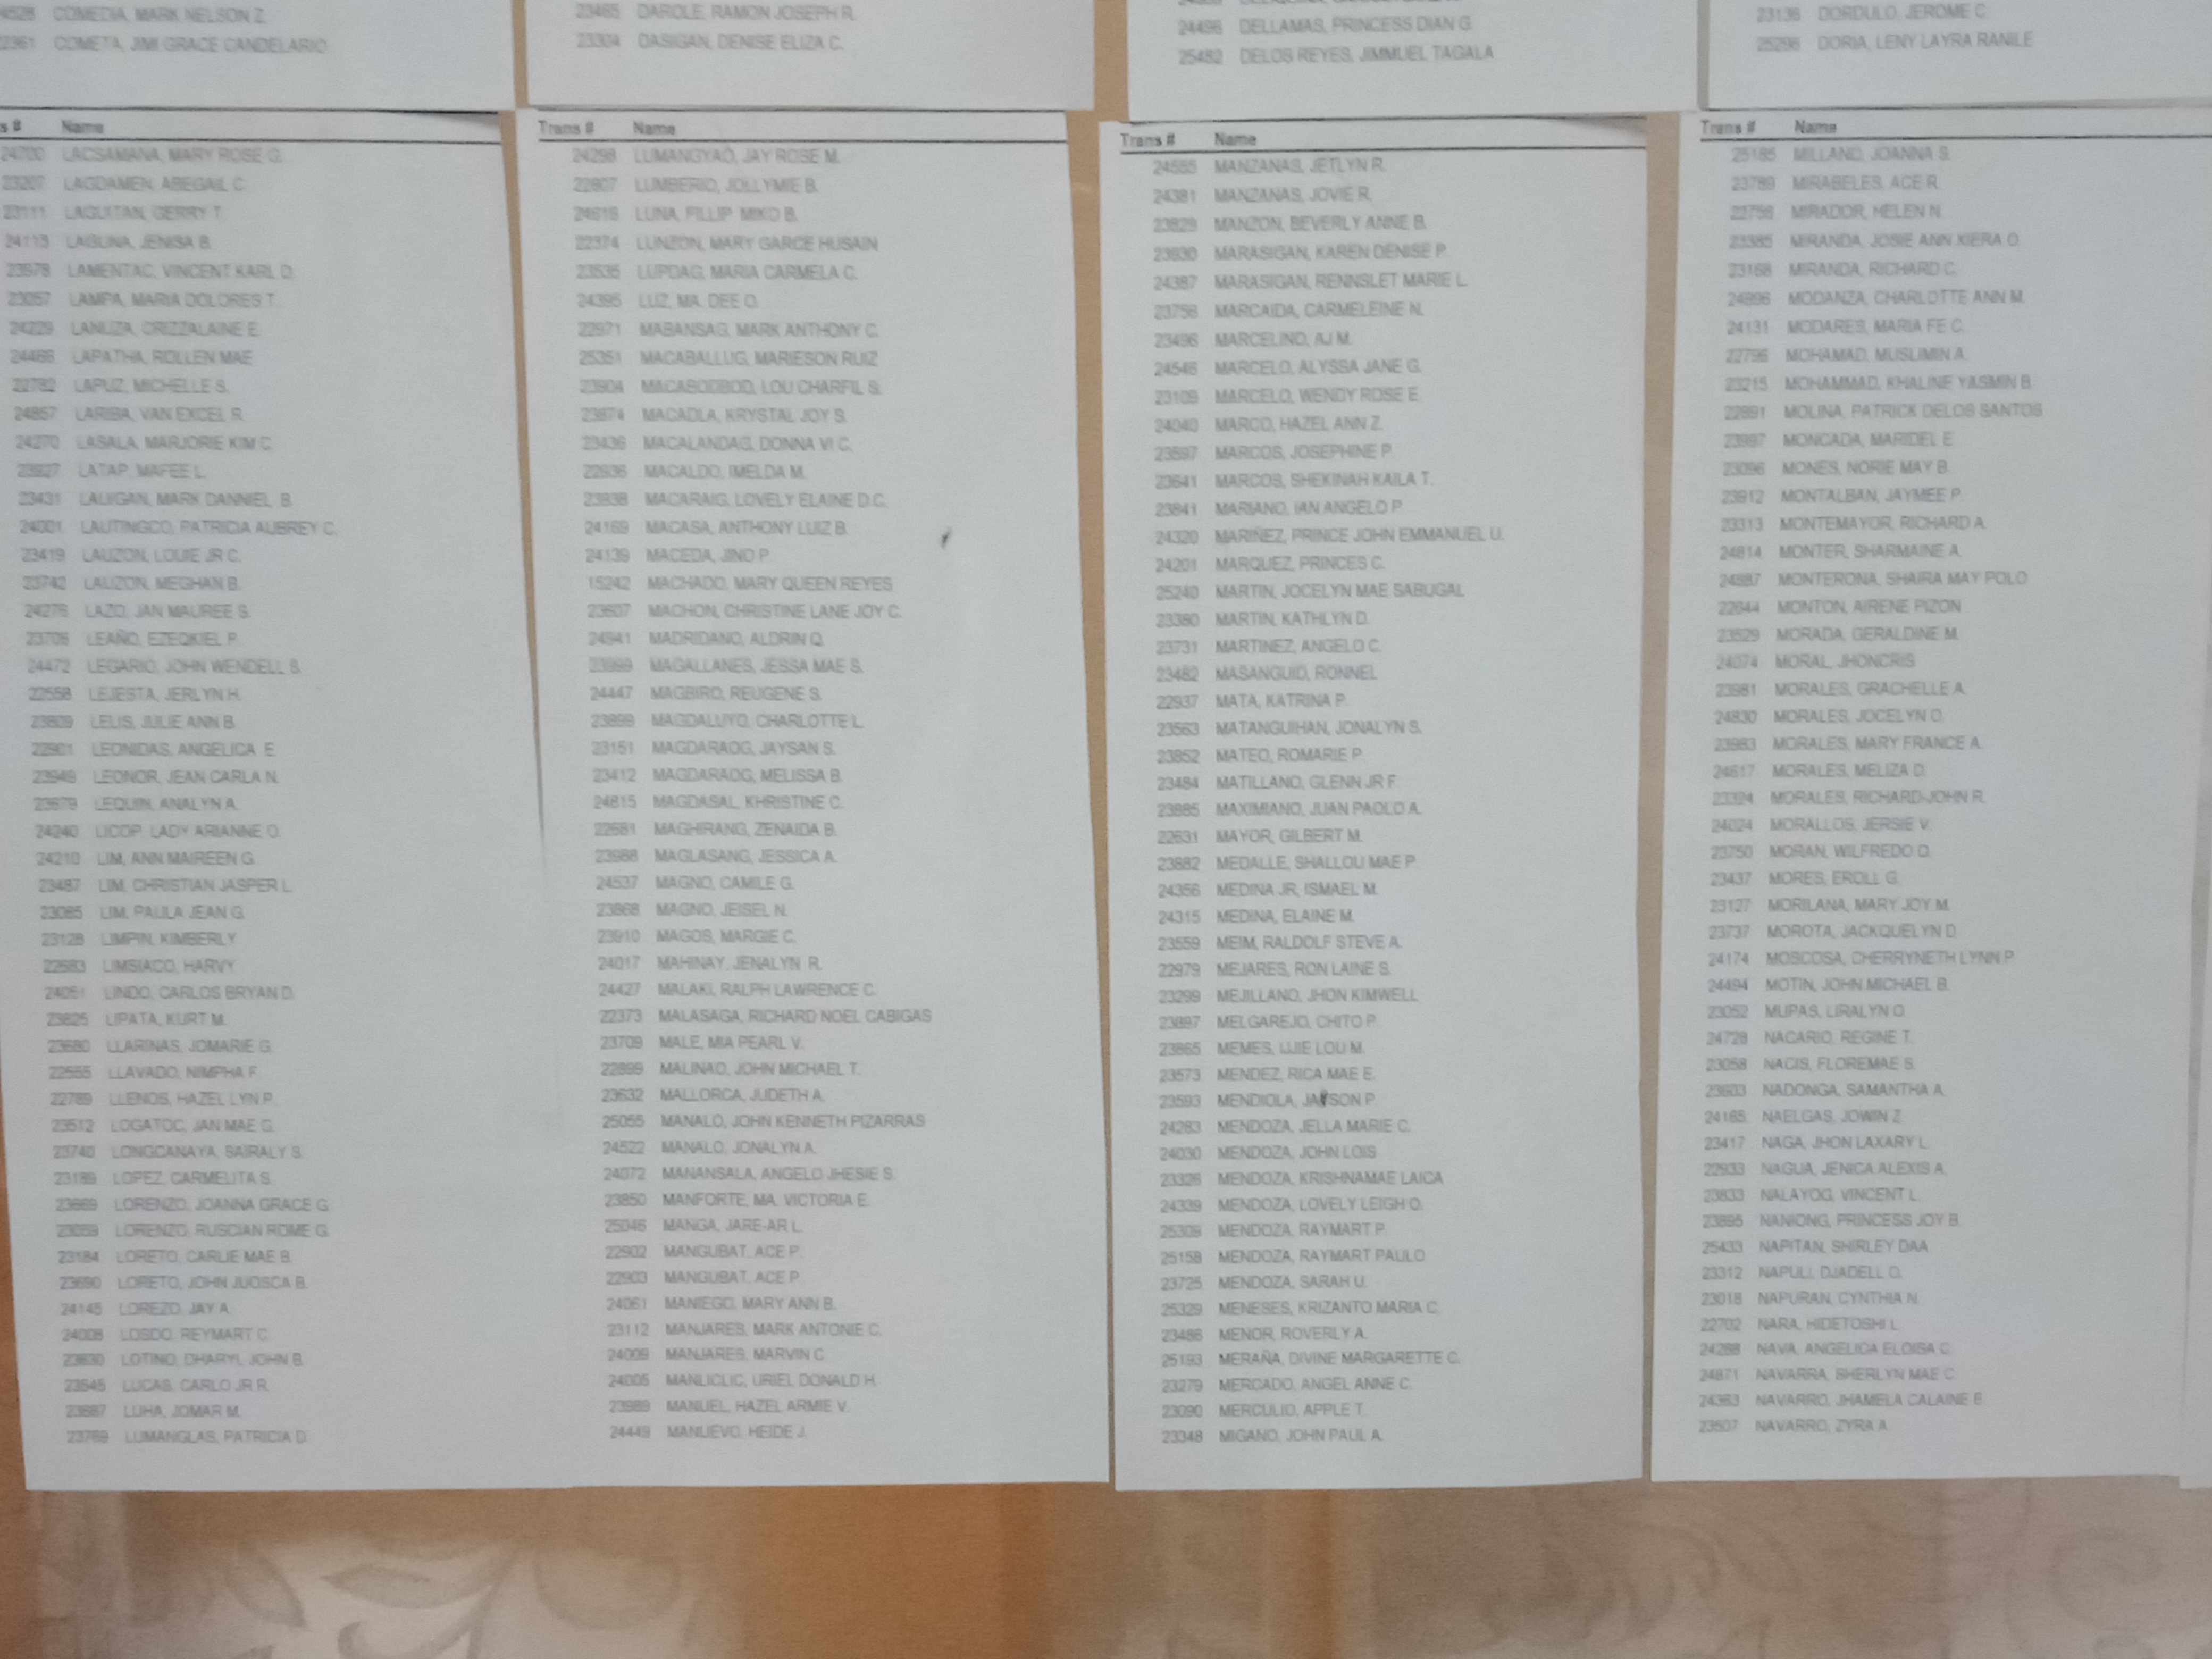 COMEDIA, MARK NELSON Z.
COMETA, JIMI GRACE CANDELARIO
23465 DAROLE, RAMON JOSEPH R.
23304 DASIGAN, DENISE ELIZA C.
24496 DELLAMAS, PRINCESS DIAN G.
25482 DELOS REYES, JIMMUEL TAGALA
23136 DORDULO, JEROME C.
25296 DORIA, LENY LAYRA RANILE
s # Name
24700 LACSAMANA, MARY ROSE G.
23207 LAGDAMEN, ABEGAIL C.
23111 LAGUITAN, GERRY T.
24113 LAGUNA, JENISA B.
23978 LAMENTAC, VINCENT KARL D.
23057 LAMPA, MARIA DOLORES T.
24229 LANUZA, CRIZZALAINE E.
24466 LAPATHA, ROLLEN MAE
22782 LAPUZ, MICHELLE S.
24857 LARIBA, VAN EXCEL R.
24270 LASALA, MARJORIE KIM C.
23927 LATAP, MAFEE L.
23431 LAUIGAN, MARK DANNIEL B.
24001 LAUTINGCO, PATRICIA AUBREY C.
23419 LAUZON, LOUIE JR C.
23742 LAUZON, MEGHAN B.
24276 LAZO, JAN MAUREE S.
23706 LEAÑO, EZEQKIEL P.
24472 LEGARIO, JOHN WENDELL S.
22558 LEJESTA, JERLYN H.
23809 LELIS, JULIE ANN B.
22901 LEONIDAS, ANGELICA E.
23949 LEONOR, JEAN CARLA N.
23679 LEQUIN, ANALYN A.
24240 LICOP, LADY ARIANNE O.
24210 LIM, ANN MAIREEN G.
23487 LIM, CHRISTIAN JASPER L.
23085 LIM, PAULA JEAN G.
23128 LIMPIN, KIMBERLY
22683 LIMSIACO, HARVY
24051 LINDO, CARLOS BRYAN D.
23825 LIPATA, KURT M.
23680 LLARINAS, JOMARIE G.
22555 LLAVADO, NIMPHA F.
22789 LLENOS, HAZEL LYN P.
23512 LOGATOC, JAN MAE G.
23740 LONGCANAYA, SAIRALY S.
23189 LOPEZ, CARMELITA S.
23669 LORENZO, JOANNA GRACE G.
23059 LORENZO, RUSCIAN ROME G.
23184 LORETO, CARLIE MAE B.
23690 LORETO, JOHN JUOSCA B.
24145 LOREZO, JAY A.
24008 LOSDO, REYMART C.
23830 LOTINO, DHARYL JOHN B.
23545 LUCAS, CARLO JR R.
23887 LUHA, JOMAR M.
23769 LUMANGLAS, PATRICIA D.
Trans # Name
24298 LUMANGYAO, JAY ROSE M.
22807 LUMBERIO, JOLLYMIE B.
24616 LUNA, FILLIP MIKO B.
22374 LUNZON, MARY GARCE HUSAIN
23535 LUPDAG, MARIA CARMELA C.
24395 LUZ, MA. DEE O.
22971 MABANSAG, MARK ANTHONY C.
25351 MACABALLUG, MARIESON RUIZ
23904 MACABODBOD, LOU CHARFIL S.
23874 MACADLA, KRYSTAL JOY S.
23436 MACALANDAG, DONNA VI C.
22936 MACALDO, IMELDA M.
23938 MACARAIG, LOVELY ELAINE D.C.
24169 MACASA, ANTHONY LUIZ B.
24139 MACEDA, JINO P.
15242 MACHADO, MARY QUEEN REYES
23607 MACHON, CHRISTINE LANE JOY C.
24941 MADRIDANO, ALDRIN Q.
23999 MAGALLANES, JESSA MAE S.
24447 MAGBIRO, REUGENE S.
23899 MAGDALUYO, CHARLOTTE L.
23151 MAGDARAOG, JAYSAN S.
23412 MAGDARAOG, MELISSA B.
24815 MAGDASAL, KHRISTINE C.
22681 MAGHIRANG, ZENAIDA B.
23988 MAGLASANG, JESSICA A.
24537 MAGNO, CAMILE G.
23868 MAGNO, JEISEL N.
23910 MAGOS, MARGIE C.
24017 MAHINAY, JENALYN R.
24427 MALAKI, RALPH LAWRENCE C.
22373 MALASAGA, RICHARD NOEL CABIGAS
23709 MALE, MIA PEARL V.
22899 MALINAO, JOHN MICHAEL T.
23632 MALLORCA, JUDETH A.
25055 MANALO, JOHN KENNETH PIZARRAS
24522 MANALO, JONALYN A.
24072 MANANSALA, ANGELO JHESIE S.
23850 MANFORTE, MA. VICTORIA E.
25046 MANGA, JARE-AR L.
22902 MANGUBAT, ACE P.
22903 MANGUBAT, ACE P.
24061 MANIEGO, MARY ANN B.
23112 MANJARES, MARK ANTONIE C.
24009 MANJARES, MARVIN C.
24005 MANLICLIC, URIEL DONALD H.
23989 MANUEL, HAZEL ARMIE V.
24449 MANUEVO, HEIDE J.
Trans # Name
24555 MANZANAS, JETLYN R.
24381 MANZANAS, JOVIE R.
23829 MANZON, BEVERLY ANNE B.
23930 MARASIGAN, KAREN DENISE P.
24387 MARASIGAN, RENNSLET MARIE L.
23756 MARCAIDA, CARMELEINE N.
23496 MARCELINO, AJ M.
24546 MARCELO, ALYSSA JANE G.
23109 MARCELO, WENDY ROSE E.
24040 MARCO, HAZEL ANN Z.
23597 MARCOS, JOSEPHINE P.
23641 MARCOS, SHEKINAH KAILA T.
23841 MARIANO, IAN ANGELO P.
24320 MARIÑEZ, PRINCE JOHN EMMANUEL U.
24201 MARQUEZ, PRINCES C.
25240 MARTIN, JOCELYN MAE SABUGAL
23380 MARTIN, KATHLYN D.
23731 MARTINEZ, ANGELO C.
23482 MASANGUID, RONNEL
22937 MATA, KATRINA P.
23563 MATANGUIHAN, JONALYN S.
23852 MATEO, ROMARIE P.
23484 MATILLANO, GLENN JR F.
23885 MAXIMIANO, JUAN PAOLO A.
22631 MAYOR, GILBERT M.
23882 MEDALLE, SHALLOU MAE P.
24356 MEDINA JR, ISMAEL M.
24315 MEDINA, ELAINE M.
23559 MEIM, RALDOLF STEVE A.
22979 MEJARES, RON LAINE S.
23299 MEJILLANO, JHON KIMWELL
23897 MELGAREJO, CHITO P.
23865 MEMES, LUIE LOU M.
23573 MENDEZ, RICA MAE E.
23593 MENDIOLA, JAYSON P.
24283 MENDOZA, JELLA MARIE C.
24030 MENDOZA, JOHN LOIS
23326 MENDOZA, KRISHNAMAE LAICA
24339 MENDOZA, LOVELY LEIGH O.
25309 MENDOZA, RAYMART P.
25158 MENDOZA, RAYMART PAULO
23725 MENDOZA, SARAH U.
25329 MENESES, KRIZANTO MARIA C.
23486 MENOR, ROVERLY A.
25193 MERAÑA, DIVINE MARGARETTE C.
23279 MERCADO, ANGEL ANNE C.
23090 MERCULIO, APPLE T.
23348 MIGANO, JOHN PAUL A.
Trans # Name
25185 MILLANO, JOANNA S.
23789 MIRABELES, ACE R.
22756 MIRADOR, HELEN N.
23385 MIRANDA, JOSIE ANN XIERA O.
23168 MIRANDA, RICHARD C.
24896 MODANZA, CHARLOTTE ANN M.
24131 MODARES, MARIA FE C.
22796 MOHAMAD, MUSLIMIN A.
23215 MOHAMMAD, KHALINE YASMIN B.
22891 MOLINA, PATRICK DELOS SANTOS
23997 MONCADA, MARIDEL E.
23096 MONES, NORIE MAY B.
23912 MONTALBAN, JAYMEE P.
23313 MONTEMAYOR, RICHARD A.
24814 MONTER, SHARMAINE A.
24887 MONTERONA, SHAIRA MAY POLO
22644 MONTON, AIRENE PIZON
23529 MORADA, GERALDINE M.
24074 MORAL, JHONCRIS
23981 MORALES, GRACHELLE A.
24830 MORALES, JOCELYN O.
23983 MORALES, MARY FRANCE A.
24617 MORALES, MELIZA D.
23324 MORALES, RICHARD-JOHN R.
24024 MORALLOS, JERSIE V.
23750 MORAN, WILFREDO O.
23437 MORES, EROLL G.
23127 MORILANA, MARY JOY M.
23737 MOROTA, JACKQUELYN D.
24174 MOSCOSA, CHERRYNETH LYNN P.
24494 MOTIN, JOHN MICHAEL B.
23052 MUPAS, LIRALYN O.
24728 NACARIO, REGINE T.
23058 NACIS, FLOREMAE S.
23603 NADONGA, SAMANTHA A.
24165 NAELGAS, JOWIN Z.
23417 NAGA, JHON LAXARY L.
22933 NAGUA, JENICA ALEXIS A.
23833 NALAYOG, VINCENT L.
23895 NANIONG, PRINCESS JOY B.
25433 NAPITAN, SHIRLEY DAA
23312 NAPULI, DJADELL O.
23018 NAPURAN, CYNTHIA N.
22702 NARA, HIDETOSHI L.
24288 NAVA, ANGELICA ELOISA C.
24871 NAVARRA, SHERLYN MAE C.
24363 NAVARRO, JHAMELA CALAINE B.
23507 NAVARRO, ZYRA A.